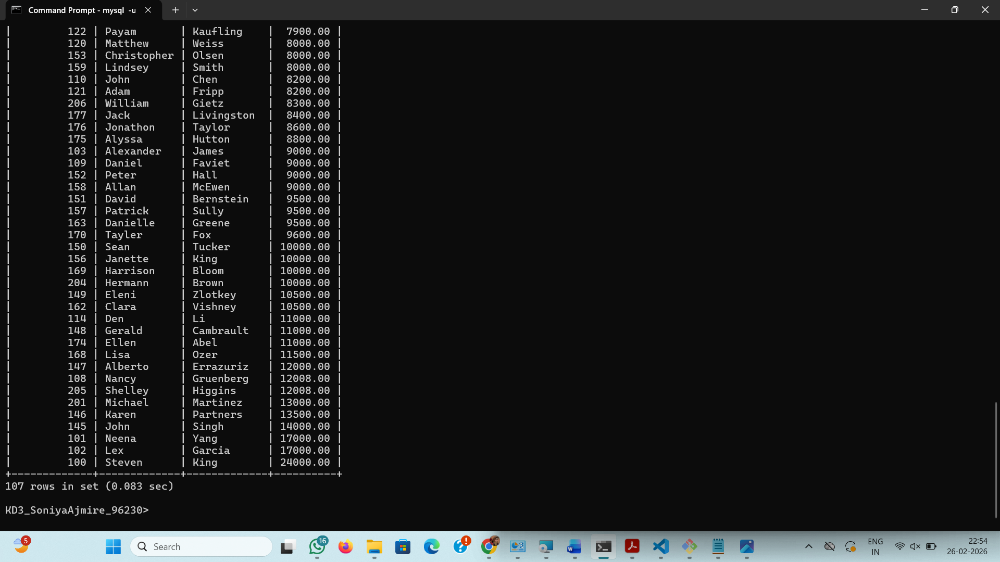 Command Prompt - mysql -u
|         122 | Payam       | Kaufling    |  7900.00 |
|         120 | Matthew     | Weiss       |  8000.00 |
|         153 | Christopher | Olsen       |  8000.00 |
|         159 | Lindsey     | Smith       |  8000.00 |
|         110 | John        | Chen        |  8200.00 |
|         121 | Adam        | Fripp       |  8200.00 |
|         206 | William     | Gietz       |  8300.00 |
|         177 | Jack        | Livingston  |  8400.00 |
|         176 | Jonathon    | Taylor      |  8600.00 |
|         175 | Alyssa      | Hutton      |  8800.00 |
|         103 | Alexander   | James       |  9000.00 |
|         109 | Daniel      | Faviet      |  9000.00 |
|         152 | Peter       | Hall        |  9000.00 |
|         158 | Allan       | McEwen      |  9000.00 |
|         151 | David       | Bernstein   |  9500.00 |
|         157 | Patrick     | Sully       |  9500.00 |
|         163 | Danielle    | Greene      |  9500.00 |
|         170 | Tayler      | Fox         |  9600.00 |
|         150 | Sean        | Tucker      | 10000.00 |
|         156 | Janette     | King        | 10000.00 |
|         169 | Harrison    | Bloom       | 10000.00 |
|         204 | Hermann     | Brown       | 10000.00 |
|         149 | Eleni       | Zlotkey     | 10500.00 |
|         162 | Clara       | Vishney     | 10500.00 |
|         114 | Den         | Li          | 11000.00 |
|         148 | Gerald      | Cambrault   | 11000.00 |
|         174 | Ellen       | Abel        | 11000.00 |
|         168 | Lisa        | Ozer        | 11500.00 |
|         147 | Alberto     | Errazuriz   | 12000.00 |
|         108 | Nancy       | Gruenberg   | 12008.00 |
|         205 | Shelley     | Higgins     | 12008.00 |
|         201 | Michael     | Martinez    | 13000.00 |
|         146 | Karen       | Partners    | 13500.00 |
|         145 | John        | Singh       | 14000.00 |
|         101 | Neena       | Yang        | 17000.00 |
|         102 | Lex         | Garcia      | 17000.00 |
|         100 | Steven      | King        | 24000.00 |
+-------------+-------------+-------------+----------+
107 rows in set (0.083 sec)
KD3_SoniyaAjmire_96230>
5
Search
16
ENG
IN
22:54
26-02-2026